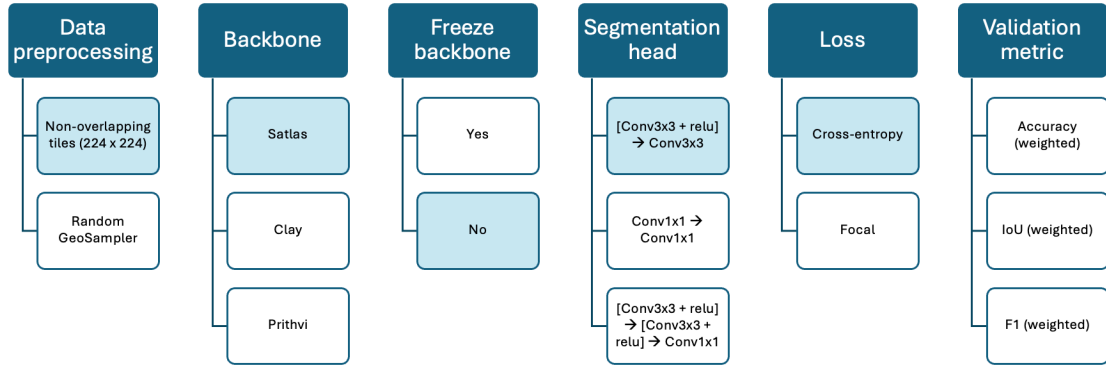 Data
preprocessing
Non-overlapping
tiles (224 x 224)
Random
GeoSampler
Backbone
Satlas
Clay
Prithvi
Freeze
backbone
Yes
No
Segmentation
head
[Conv3x3 + relu]
→ Conv3x3
Conv1x1 →
Conv1x1
[Conv3x3 + relu]
→ [Conv3x3 +
relu] → Conv1x1
Loss
Cross-entropy
Focal
Validation
metric
Accuracy
(weighted)
IoU (weighted)
F1 (weighted)